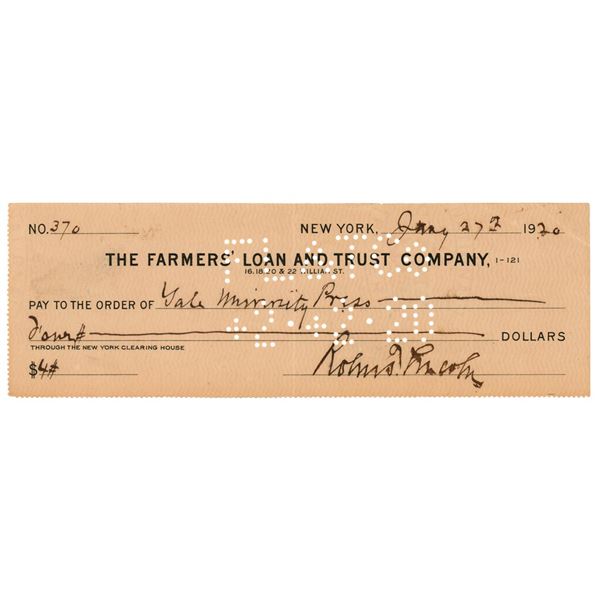 NO. 370 NEW YORK, Jany 27th 1920
THE FARMERS' LOAN AND TRUST COMPANY, 1-121
16, 18, 20 & 22 WILLIAM ST.
PAY TO THE ORDER OF Yale University Press
Four # DOLLARS
THROUGH THE NEW YORK CLEARING HOUSE
$4# Robert T. Lincoln